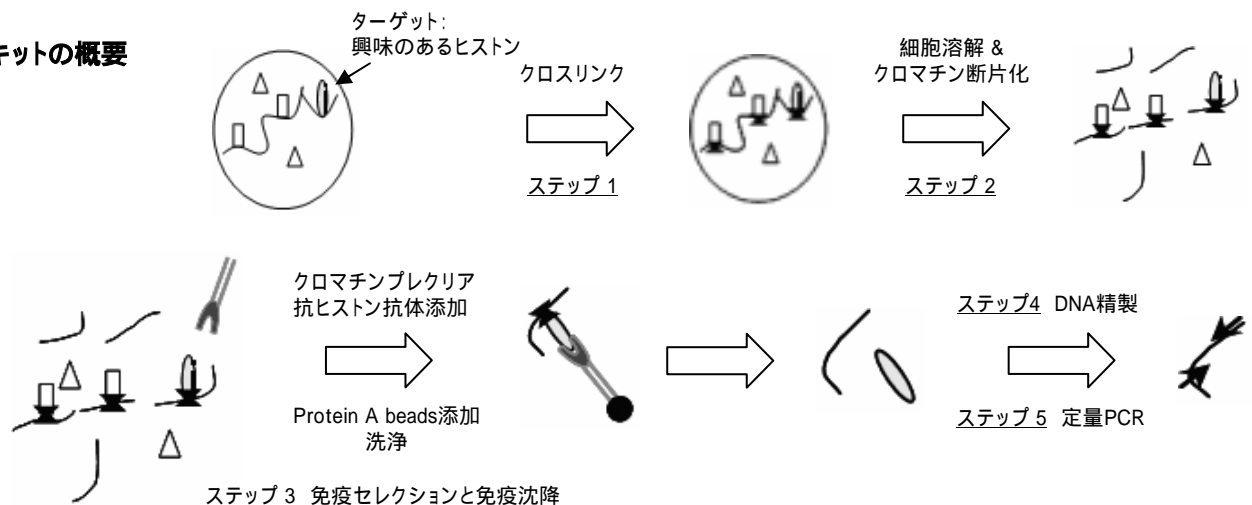 キットの概要
ターゲット:
興味のあるヒストン
クロスリンク
ステップ 1
細胞溶解 &
クロマチン断片化
ステップ 2
クロマチンプレクリア
抗ヒストン抗体添加
Protein A beads添加
洗浄
ステップ4 DNA精製
ステップ 5 定量PCR
ステップ 3 免疫セレクションと免疫沈降